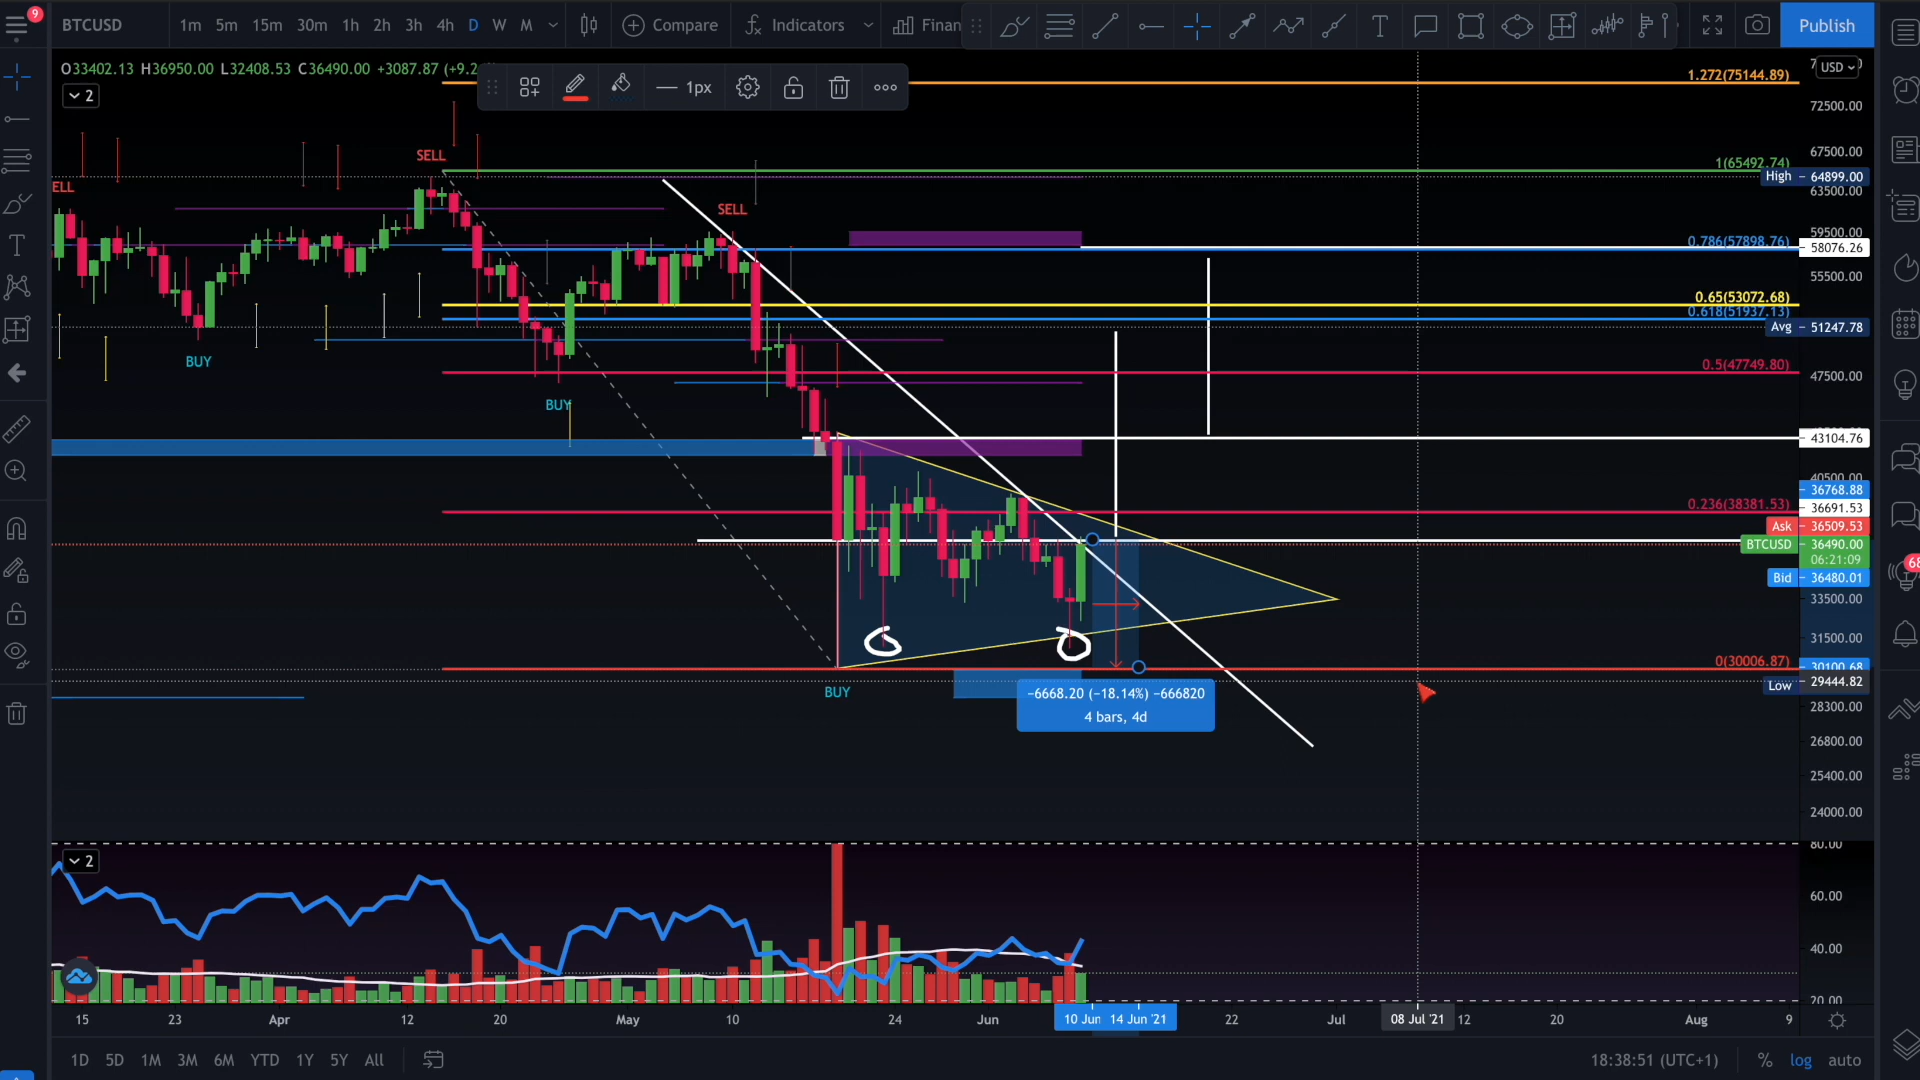 9
BTCUSD 1m 5m 15m 30m 1h 2h 3h 4h D W M Compare Indicators Finan Publish
O33402.13 H36950.00 L32408.53 C36490.00 +3087.87
2
1px
USD
1.272(75144.89)
72500.00
67500.00
SELL
1(65492.74)
High 64899.00
ELL
63500.00
SELL
59500.00
0.786(57898.76)
58076.26
55500.00
0.65(53072.68)
0.618(51937.13)
Avg 51247.78
BUY
0.5(47749.80)
47500.00
BUY
43104.76
40500.00
36768.88
0.236(38381.53)
36691.53
Ask 36509.53
BTCUSD 36490.00
06:21:09
Bid 36480.01
33500.00
31500.00
0(30006.87)
30100.68
Low 29444.82
BUY
−6668.20 (−18.14%) −666820
4 bars, 4d
28300.00
26800.00
25400.00
24000.00
80.00
2
60.00
40.00
20.00
15 23 Apr 12 20 May 10 24 Jun 10 Jun 14 Jun '21 22 Jul 08 Jul '21 12 20 Aug 9
1D 5D 1M 3M 6M YTD 1Y 5Y All 18:38:51 (UTC+1) % log auto